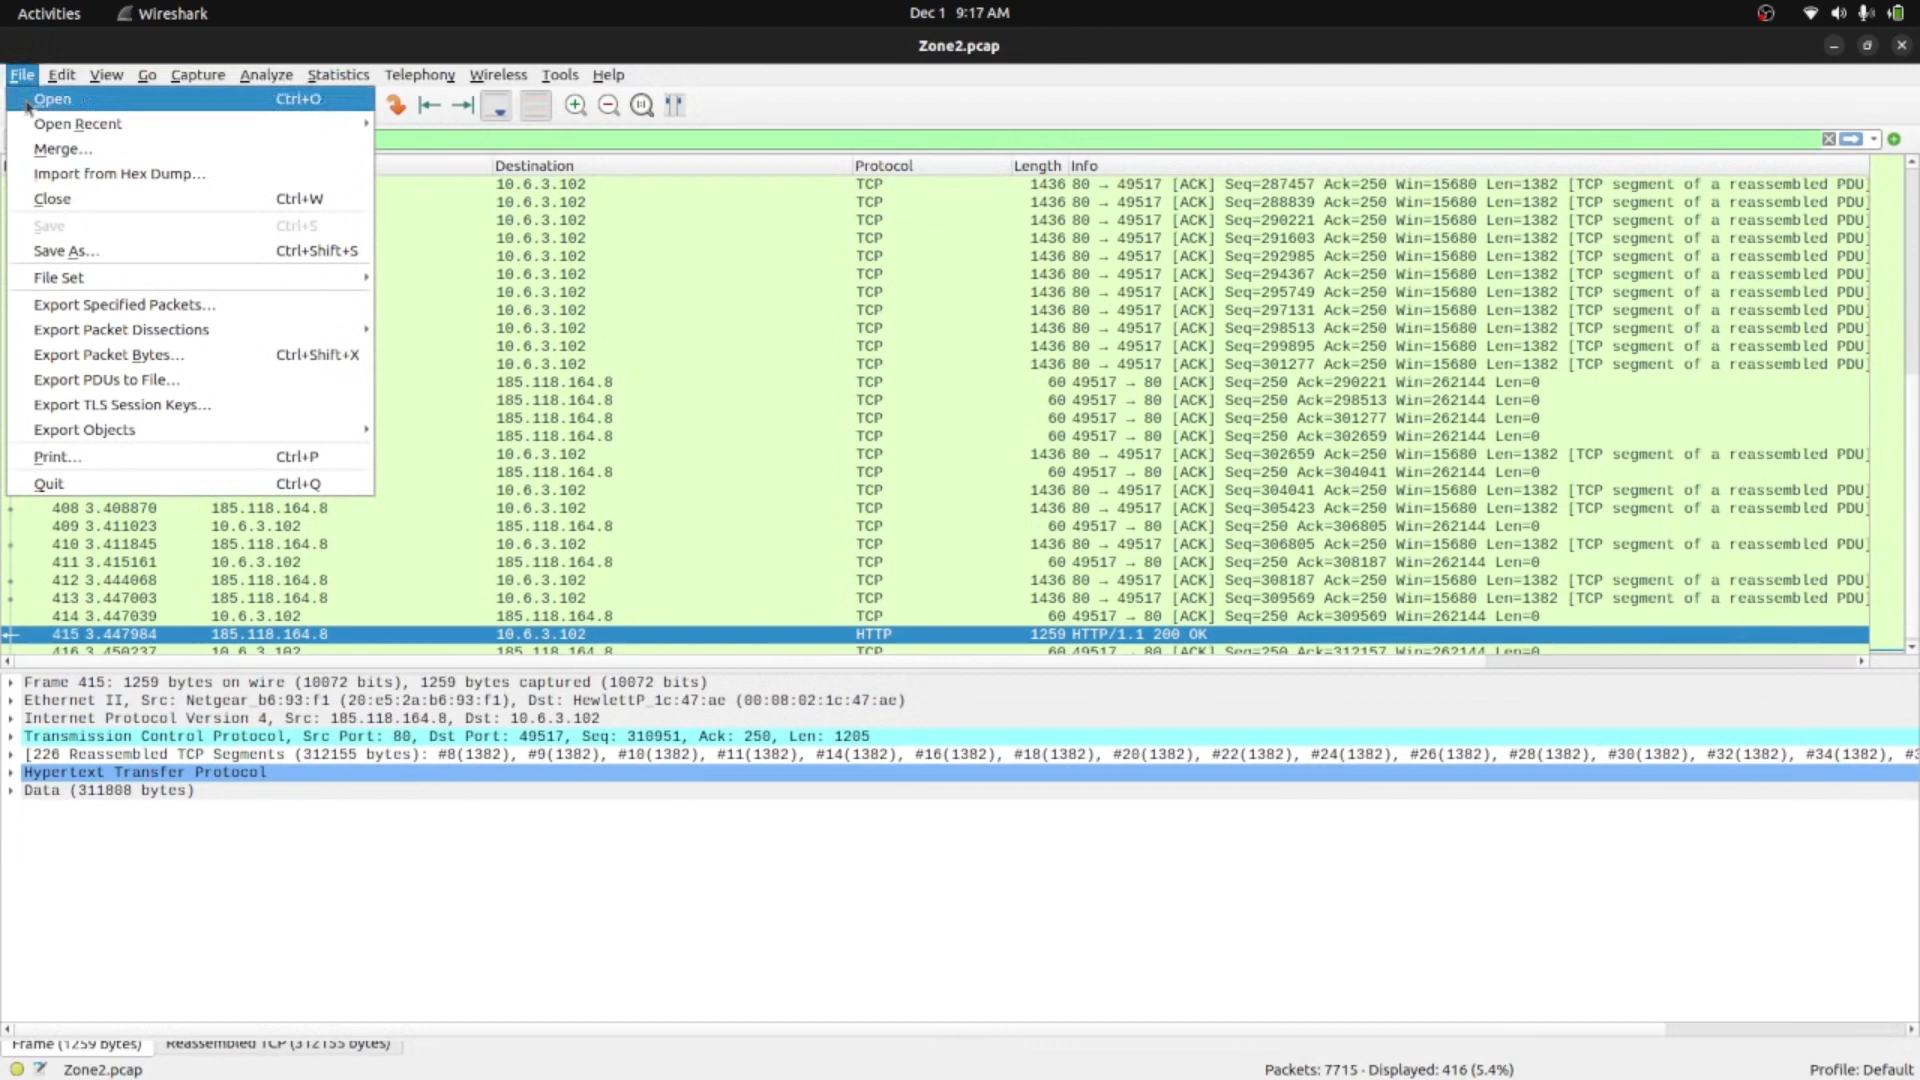 Activities Wireshark Dec 1 9:17 AM
Zone2.pcap
File Edit View Go Capture Analyze Statistics Telephony Wireless Tools Help
Open Ctrl+O
Open Recent
Merge...
Import from Hex Dump...
Close Ctrl+W
Save Ctrl+S
Save As... Ctrl+Shift+S
File Set
Export Specified Packets...
Export Packet Dissections
Export Packet Bytes... Ctrl+Shift+X
Export PDUs to File...
Export TLS Session Keys...
Export Objects
Print... Ctrl+P
Quit Ctrl+Q
Destination Protocol Length Info
10.6.3.102 TCP 1436 80 → 49517 [ACK] Seq=287457 Ack=250 Win=15680 Len=1382 [TCP segment of a reassembled PDU]
10.6.3.102 TCP 1436 80 → 49517 [ACK] Seq=288839 Ack=250 Win=15680 Len=1382 [TCP segment of a reassembled PDU]
10.6.3.102 TCP 1436 80 → 49517 [ACK] Seq=290221 Ack=250 Win=15680 Len=1382 [TCP segment of a reassembled PDU]
10.6.3.102 TCP 1436 80 → 49517 [ACK] Seq=291603 Ack=250 Win=15680 Len=1382 [TCP segment of a reassembled PDU]
10.6.3.102 TCP 1436 80 → 49517 [ACK] Seq=292985 Ack=250 Win=15680 Len=1382 [TCP segment of a reassembled PDU]
10.6.3.102 TCP 1436 80 → 49517 [ACK] Seq=294367 Ack=250 Win=15680 Len=1382 [TCP segment of a reassembled PDU]
10.6.3.102 TCP 1436 80 → 49517 [ACK] Seq=295749 Ack=250 Win=15680 Len=1382 [TCP segment of a reassembled PDU]
10.6.3.102 TCP 1436 80 → 49517 [ACK] Seq=297131 Ack=250 Win=15680 Len=1382 [TCP segment of a reassembled PDU]
10.6.3.102 TCP 1436 80 → 49517 [ACK] Seq=298513 Ack=250 Win=15680 Len=1382 [TCP segment of a reassembled PDU]
10.6.3.102 TCP 1436 80 → 49517 [ACK] Seq=299895 Ack=250 Win=15680 Len=1382 [TCP segment of a reassembled PDU]
10.6.3.102 TCP 1436 80 → 49517 [ACK] Seq=301277 Ack=250 Win=15680 Len=1382 [TCP segment of a reassembled PDU]
185.118.164.8 TCP 60 49517 → 80 [ACK] Seq=250 Ack=290221 Win=262144 Len=0
185.118.164.8 TCP 60 49517 → 80 [ACK] Seq=250 Ack=298513 Win=262144 Len=0
185.118.164.8 TCP 60 49517 → 80 [ACK] Seq=250 Ack=301277 Win=262144 Len=0
185.118.164.8 TCP 60 49517 → 80 [ACK] Seq=250 Ack=302659 Win=262144 Len=0
10.6.3.102 TCP 1436 80 → 49517 [ACK] Seq=302659 Ack=250 Win=15680 Len=1382 [TCP segment of a reassembled PDU]
185.118.164.8 TCP 60 49517 → 80 [ACK] Seq=250 Ack=304041 Win=262144 Len=0
10.6.3.102 TCP 1436 80 → 49517 [ACK] Seq=304041 Ack=250 Win=15680 Len=1382 [TCP segment of a reassembled PDU]
408 3.408870 185.118.164.8 10.6.3.102 TCP 1436 80 → 49517 [ACK] Seq=305423 Ack=250 Win=15680 Len=1382 [TCP segment of a reassembled PDU]
409 3.411023 10.6.3.102 185.118.164.8 TCP 60 49517 → 80 [ACK] Seq=250 Ack=306805 Win=262144 Len=0
410 3.411845 185.118.164.8 10.6.3.102 TCP 1436 80 → 49517 [ACK] Seq=306805 Ack=250 Win=15680 Len=1382 [TCP segment of a reassembled PDU]
411 3.415161 10.6.3.102 185.118.164.8 TCP 60 49517 → 80 [ACK] Seq=250 Ack=308187 Win=262144 Len=0
412 3.444068 185.118.164.8 10.6.3.102 TCP 1436 80 → 49517 [ACK] Seq=308187 Ack=250 Win=15680 Len=1382 [TCP segment of a reassembled PDU]
413 3.447003 185.118.164.8 10.6.3.102 TCP 1436 80 → 49517 [ACK] Seq=309569 Ack=250 Win=15680 Len=1382 [TCP segment of a reassembled PDU]
414 3.447039 10.6.3.102 185.118.164.8 TCP 60 49517 → 80 [ACK] Seq=250 Ack=309569 Win=262144 Len=0
415 3.447984 185.118.164.8 10.6.3.102 HTTP 1259 HTTP/1.1 200 OK
416 3.450237 10.6.3.102 185.118.164.8 TCP 60 49517 → 80 [ACK] Seq=250 Ack=312157 Win=262144 Len=0
Frame 415: 1259 bytes on wire (10072 bits), 1259 bytes captured (10072 bits)
Ethernet II, Src: Netgear_b6:93:f1 (20:e5:2a:b6:93:f1), Dst: HewlettP_1c:47:ae (00:08:02:1c:47:ae)
Internet Protocol Version 4, Src: 185.118.164.8, Dst: 10.6.3.102
Transmission Control Protocol, Src Port: 80, Dst Port: 49517, Seq: 310951, Ack: 250, Len: 1205
[226 Reassembled TCP Segments (312155 bytes): #8(1382), #9(1382), #10(1382), #11(1382), #14(1382), #16(1382), #18(1382), #20(1382), #22(1382), #24(1382), #26(1382), #28(1382), #30(1382), #32(1382), #34(1382),
Hypertext Transfer Protocol
Data (311808 bytes)
Frame (1259 bytes) Reassembled TCP (312155 bytes)
Zone2.pcap Packets: 7715 · Displayed: 416 (5.4%) Profile: Default